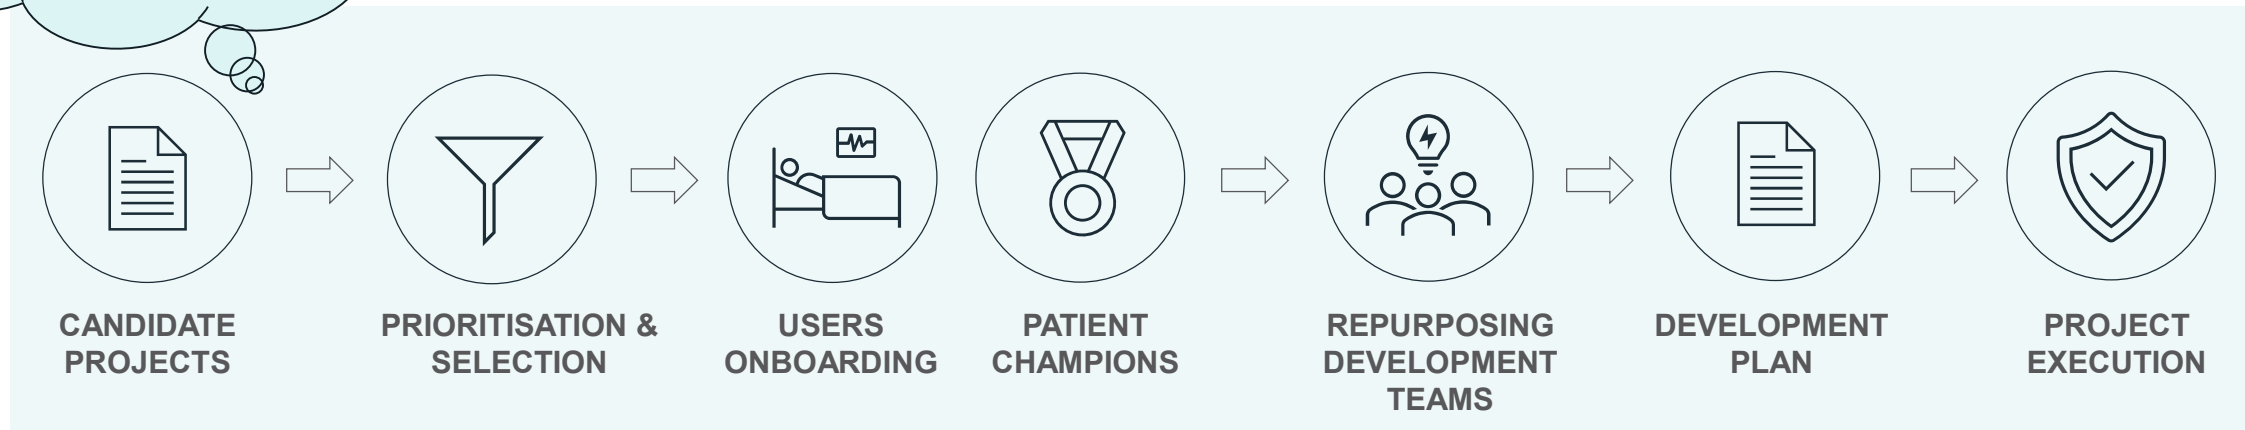 CANDIDATE
PROJECTS
PRIORITISATION &
SELECTION
USERS
ONBOARDING
PATIENT
CHAMPIONS
REPURPOSING
DEVELOPMENT
TEAMS
DEVELOPMENT
PLAN
PROJECT
EXECUTION